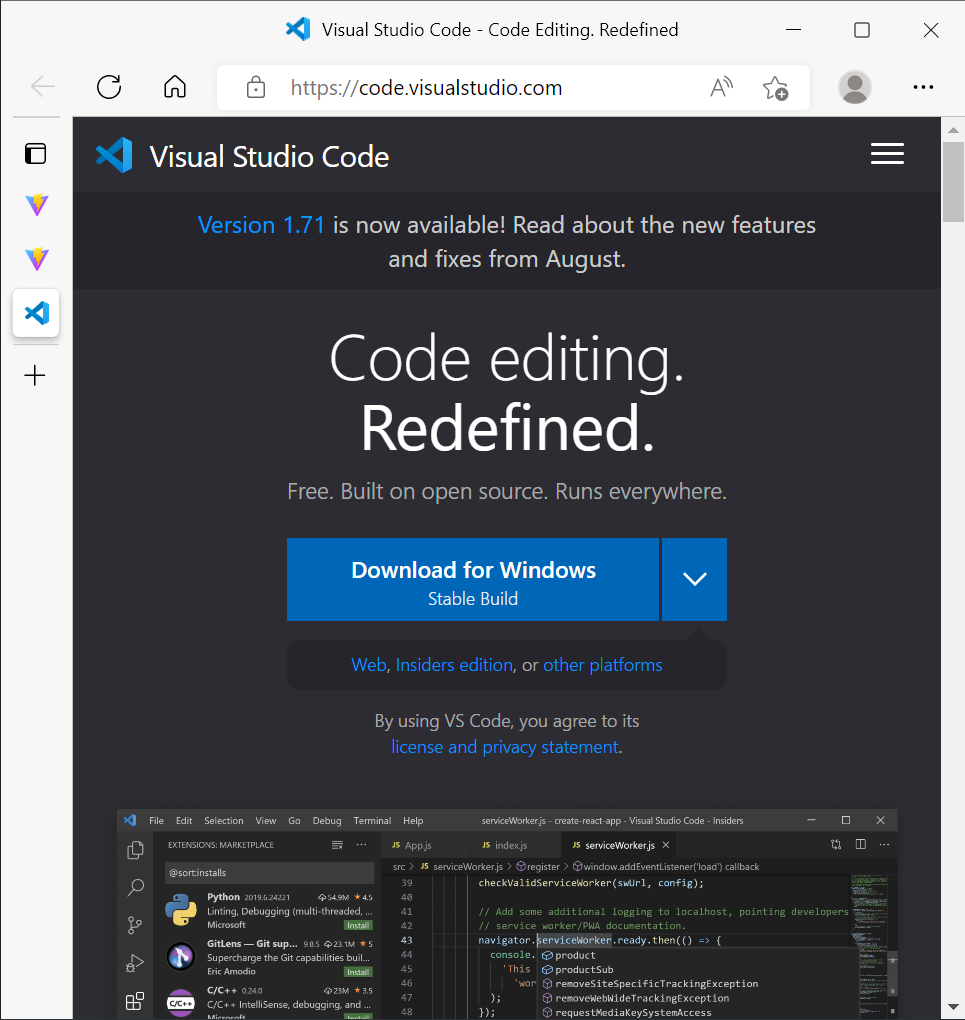 Visual Studio Code - Code Editing. Redefined
https://code.visualstudio.com
Visual Studio Code
Version 1.71 is now available! Read about the new features
and fixes from August.
Code editing.
Redefined.
Free. Built on open source. Runs everywhere.
Download for Windows
Stable Build
Web, Insiders edition, or other platforms
By using VS Code, you agree to its
license and privacy statement.
File Edit Selection View Go Debug Terminal Help serviceWorker.js - create-react-app - Visual Studio Code - Insiders
EXTENSIONS: MARKETPLACE
@sort:installs
Python 2019.6.24221 54.9M 4.5
Linting, Debugging (multi-threaded, ...
Microsoft Install
GitLens — Git sup... 9.8.5 23.1M 5
Supercharge the Git capabilities buil...
Eric Amodio Install
C/C++ 0.24.0 23M 3.5
C/C++ IntelliSense, debugging, and ...
Microsoft Install
JS App.js JS index.js JS serviceWorker.js
src > JS serviceWorker.js > register > window.addEventListener('load') callback
39 checkValidServiceWorker(swUrl, config);
40
41 // Add some additional logging to localhost, pointing developers
42 // service worker/PWA documentation.
43 navigator.serviceWorker.ready.then(() => {
44 console. product
45 'This productSub
46 'wor removeSiteSpecificTrackingException
47 ); removeWebWideTrackingException
48 }); requestMediaKeySystemAccess